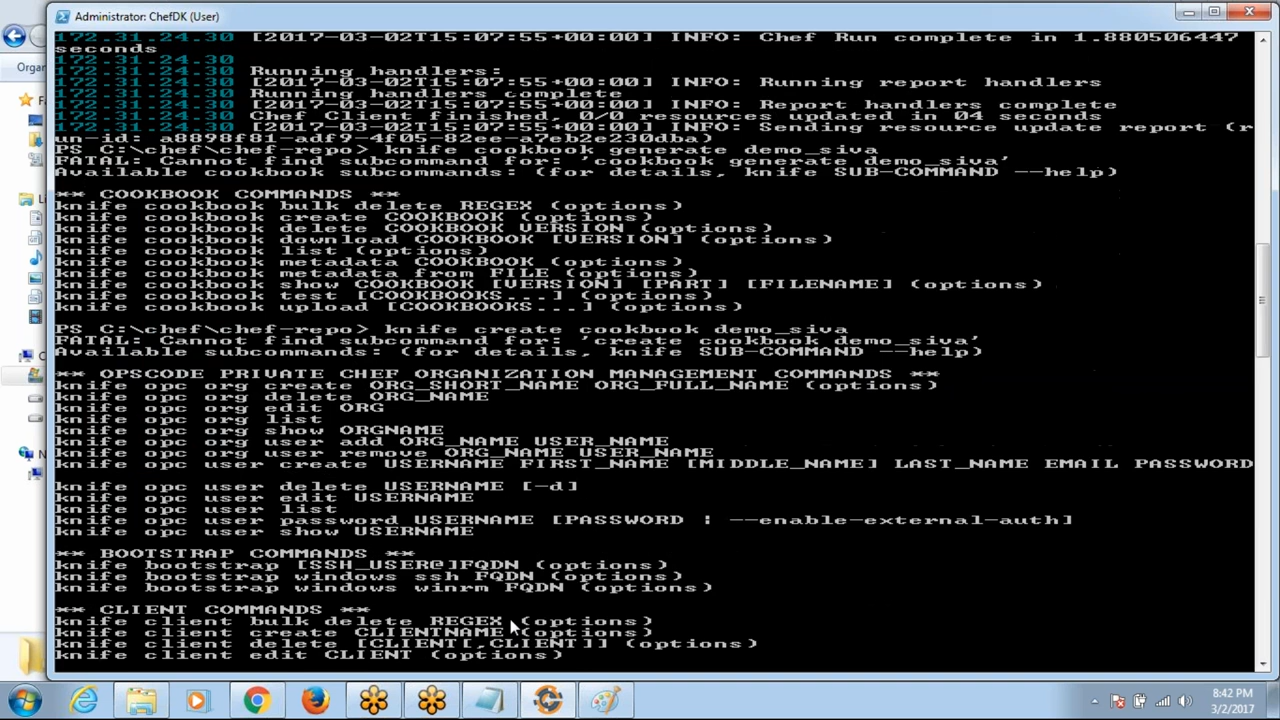 Administrator: ChefDK (User)
Organ
172.31.24.30 [2017-03-02T15:07:55+00:00] INFO: Chef Run complete in 1.880506447
seconds
172.31.24.30
172.31.24.30 Running handlers:
172.31.24.30 [2017-03-02T15:07:55+00:00] INFO: Running report handlers
172.31.24.30 Running handlers complete
172.31.24.30 [2017-03-02T15:07:55+00:00] INFO: Report handlers complete
172.31.24.30 Chef Client finished, 0/0 resources updated in 04 seconds
172.31.24.30 [2017-03-02T15:07:55+00:00] INFO: Sending resource update report (r
PS C:\chef\chef-repo> knife cookbook generate demo_siva
FATAL: Cannot find subcommand for: 'cookbook generate demo_siva'
Available cookbook subcommands: (for details, knife SUB-COMMAND --help)
** COOKBOOK COMMANDS **
knife cookbook bulk delete REGEX (options)
knife cookbook create COOKBOOK (options)
knife cookbook delete COOKBOOK VERSION (options)
knife cookbook download COOKBOOK [VERSION] (options)
knife cookbook list (options)
knife cookbook metadata COOKBOOK (options)
knife cookbook metadata from FILE (options)
knife cookbook show COOKBOOK [VERSION] [PART] [FILENAME] (options)
knife cookbook test [COOKBOOKS...] (options)
knife cookbook upload [COOKBOOKS...] (options)
PS C:\chef\chef-repo> knife create cookbook demo_siva
FATAL: Cannot find subcommand for: 'create cookbook demo_siva'
Available subcommands: (for details, knife SUB-COMMAND --help)
** OPSCODE PRIVATE CHEF ORGANIZATION MANAGEMENT COMMANDS **
knife opc org create ORG_SHORT_NAME ORG_FULL_NAME (options)
knife opc org delete ORG_NAME
knife opc org edit ORG
knife opc org list
knife opc org show ORGNAME
knife opc org user add ORG_NAME USER_NAME
knife opc org user remove ORG_NAME USER_NAME
knife opc user create USERNAME FIRST_NAME [MIDDLE_NAME] LAST_NAME EMAIL PASSWORD
knife opc user delete USERNAME [-d]
knife opc user edit USERNAME
knife opc user list
knife opc user password USERNAME [PASSWORD | --enable-external-auth]
knife opc user show USERNAME
** BOOTSTRAP COMMANDS **
knife bootstrap [SSH_USER@]FQDN (options)
knife bootstrap windows ssh FQDN (options)
knife bootstrap windows winrm FQDN (options)
** CLIENT COMMANDS **
knife client bulk delete REGEX (options)
knife client create CLIENTNAME (options)
knife client delete [CLIENT[,CLIENT]] (options)
knife client edit CLIENT (options)
8:42 PM
3/2/2017